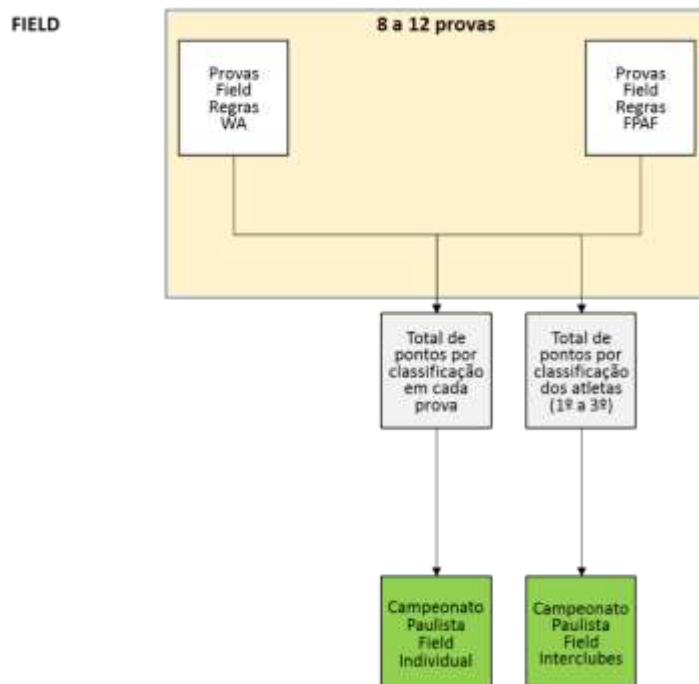 FIELD
8 a 12 provas
Provas
Field
Regras
WA
Provas
Field
Regras
FPAF
Total de
pontos por
classificação
em cada
prova
Total de
pontos por
classificação
dos atletas
(1º a 3º)
Campeonato
Paulista
Field
Individual
Campeonato
Paulista
Field
Interclubes